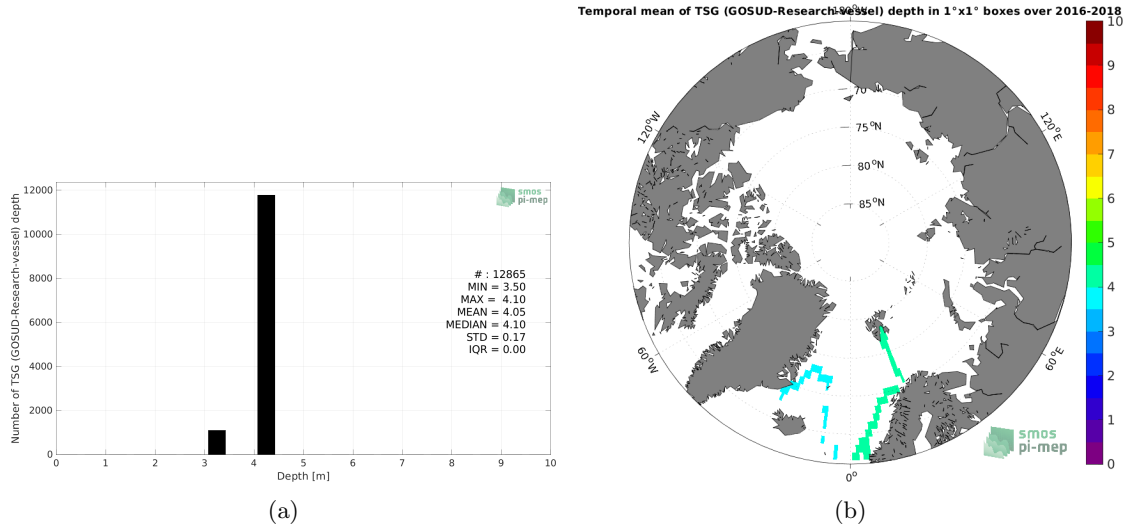 Temporal mean of TSG (GOSUD-Research-vessel) depth in 1°x1° boxes over 2016-2018
12000
10000
8000
6000
4000
2000
0
Number of TSG (GOSUD-Research-vessel) depth
smos
pi-mep
# : 12865
MIN = 3.50
MAX = 4.10
MEAN = 4.05
MEDIAN = 4.10
STD = 0.17
IQR = 0.00
0 1 2 3 4 5 6 7 8 9 10
Depth [m]
(a)
180°W
120°W
120°E
70
75°N
80°N
85°N
60°W
60°E
0°
smos
pi-mep
10
9
8
7
6
5
4
3
2
1
0
(b)